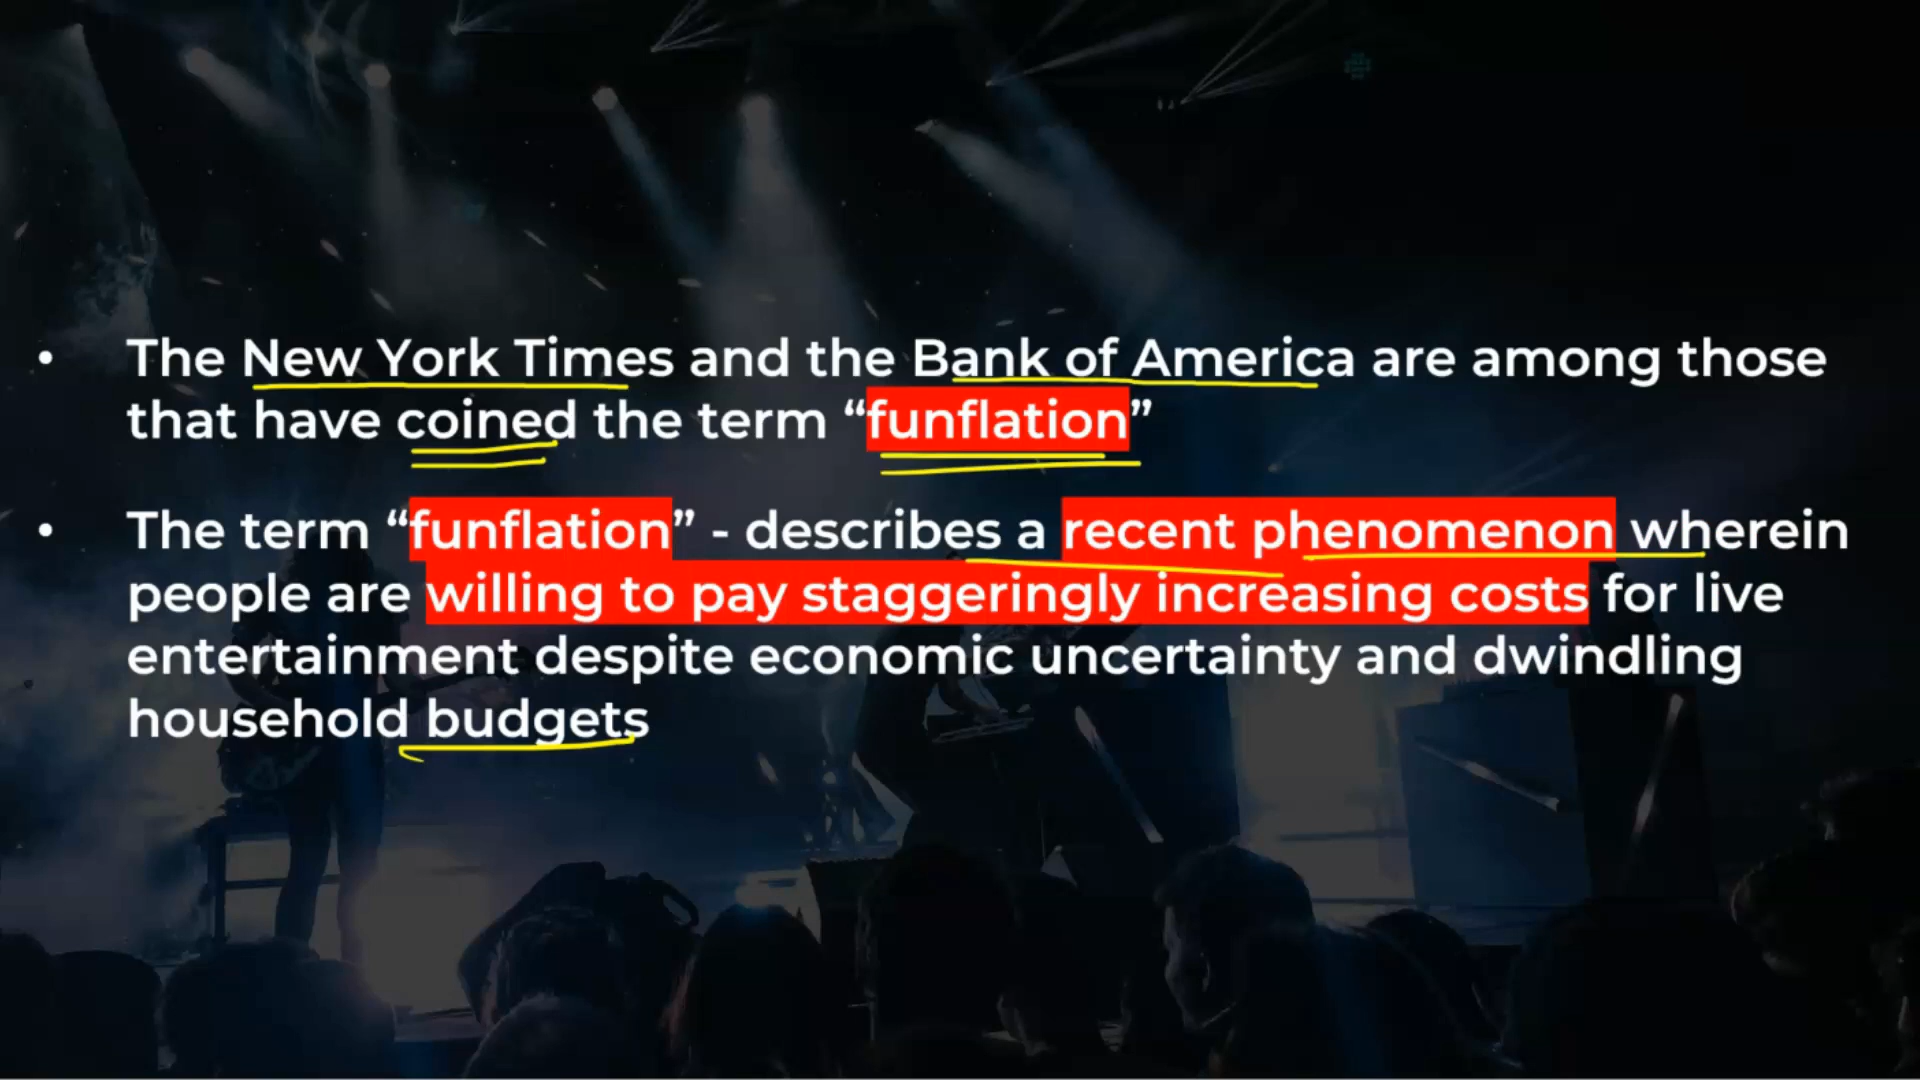 • The New York Times and the Bank of America are among those
that have coined the term “funflation”
• The term “funflation” - describes a recent phenomenon wherein
people are willing to pay staggeringly increasing costs for live
entertainment despite economic uncertainty and dwindling
household budgets